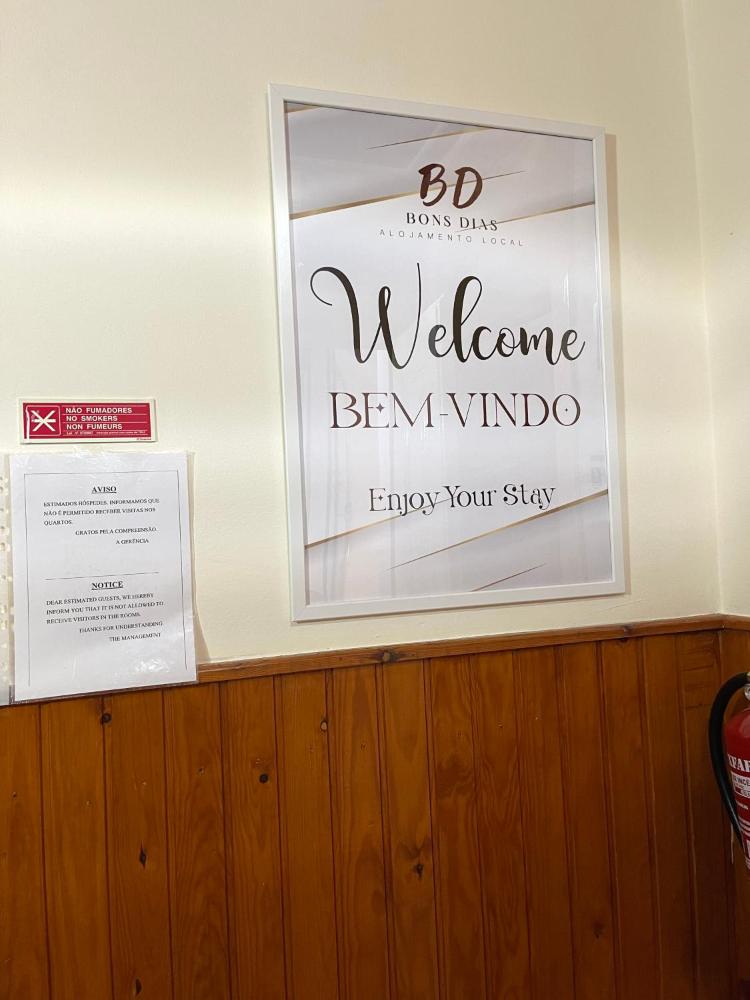 BD
BONS DIAS
ALOJAMENTO LOCAL
Welcome
BEM-VINDO
Enjoy Your Stay
NÃO FUMADORES
NO SMOKERS
NON FUMEURS
AVISO
ESTIMADOS HÓSPEDES, INFORMAMOS QUE
NÃO É PERMITIDO RECEBER VISITAS NOS
QUARTOS.
GRATOS PELA COMPREENSÃO.
A GERÊNCIA
NOTICE
DEAR ESTIMATED GUESTS, WE HEREBY
INFORM YOU THAT IT IS NOT ALLOWED TO
RECEIVE VISITORS IN THE ROOMS.
THANKS FOR UNDERSTANDING
THE MANAGEMENT